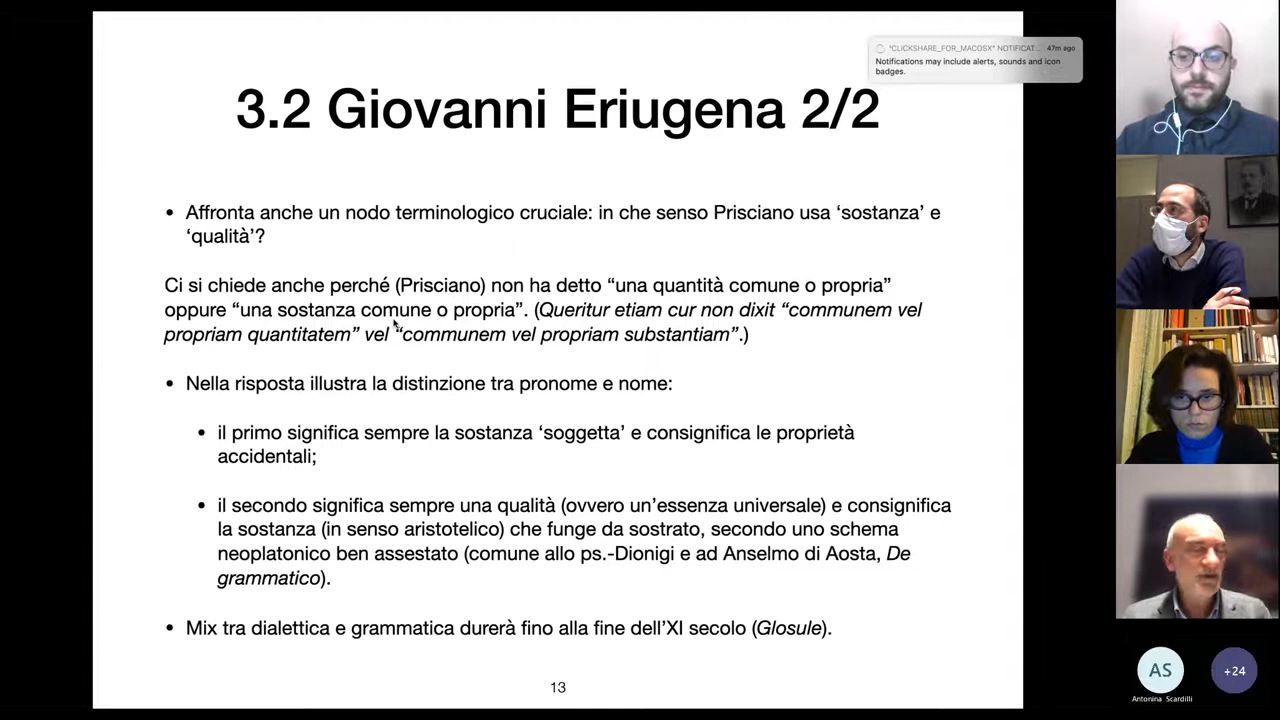 "CLICKSHARE_FOR_MACOSX" NOTIFICAT... 47m ago
Notifications may include alerts, sounds and icon
badges.
3.2 Giovanni Eriugena 2/2
• Affronta anche un nodo terminologico cruciale: in che senso Prisciano usa ‘sostanza’ e
‘qualità’?
Ci si chiede anche perché (Prisciano) non ha detto “una quantità comune o propria”
oppure “una sostanza comune o propria”. (Queritur etiam cur non dixit “communem vel
propriam quantitatem” vel “communem vel propriam substantiam”.)
• Nella risposta illustra la distinzione tra pronome e nome:
• il primo significa sempre la sostanza ‘soggetta’ e consignifica le proprietà
accidentali;
• il secondo significa sempre una qualità (ovvero un’essenza universale) e consignifica
la sostanza (in senso aristotelico) che funge da sostrato, secondo uno schema
neoplatonico ben assestato (comune allo ps.-Dionigi e ad Anselmo di Aosta, De
grammatico).
• Mix tra dialettica e grammatica durerà fino alla fine dell’XI secolo (Glosule).
13
AS
+24
Antonina Scardilli